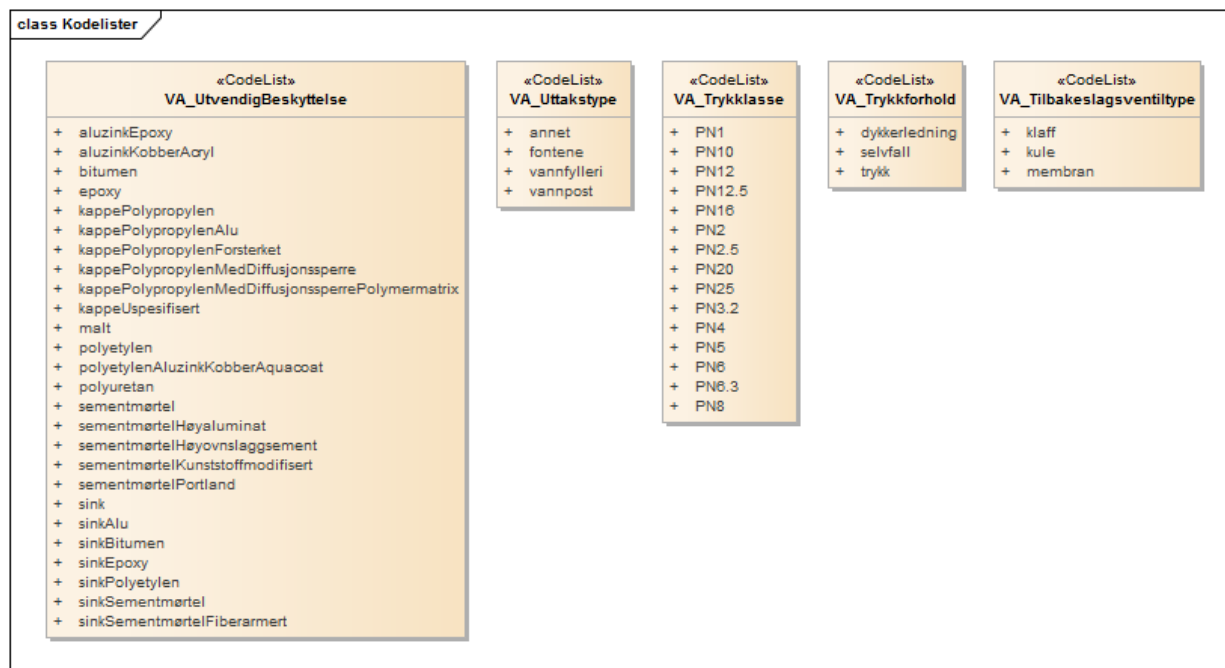 class Kodelister
«CodeList»
VA_UtvendigBeskyttelse
+ aluzinkEpoxy
+ aluzinkKobberAcryl
+ bitumen
+ epoxy
+ kappePolypropylen
+ kappePolypropylenAlu
+ kappePolypropylenForsterket
+ kappePolypropylenMedDiffusjonssperre
+ kappePolypropylenMedDiffusjonssperrePolymermatrix
+ kappeUspesifisert
+ malt
+ polyetylen
+ polyetylenAluzinkKobberAquacoat
+ polyuretan
+ sementmørtel
+ sementmørtelHøyaluminat
+ sementmørtelHøyovnslaggsement
+ sementmørtelKunststoffmodifisert
+ sementmørtelPortland
+ sink
+ sinkAlu
+ sinkBitumen
+ sinkEpoxy
+ sinkPolyetylen
+ sinkSementmørtel
+ sinkSementmørtelFiberarmert
«CodeList»
VA_Uttakstype
+ annet
+ fontene
+ vannfylleri
+ vannpost
«CodeList»
VA_Trykklasse
+ PN1
+ PN10
+ PN12
+ PN12.5
+ PN16
+ PN2
+ PN2.5
+ PN20
+ PN25
+ PN3.2
+ PN4
+ PN5
+ PN6
+ PN6.3
+ PN8
«CodeList»
VA_Trykkforhold
+ dykkerledning
+ selvfall
+ trykk
«CodeList»
VA_Tilbakeslagsventiltype
+ klaff
+ kule
+ membran